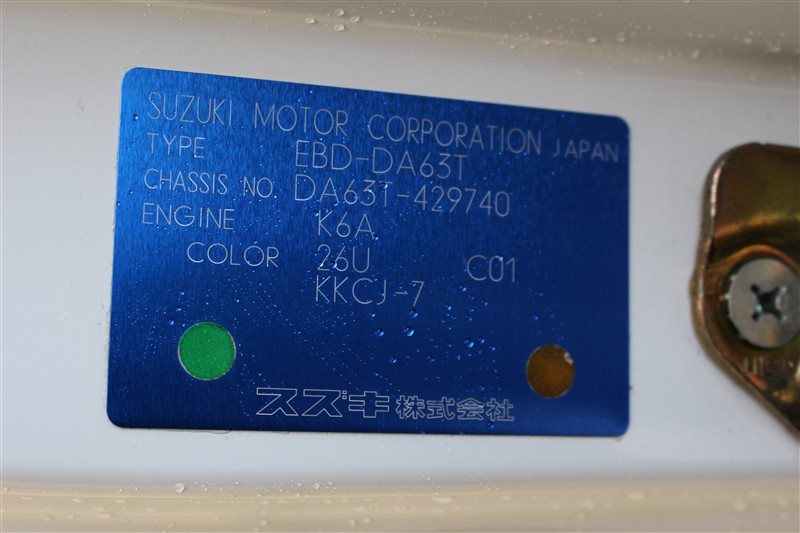 SUZUKI MOTOR CORPORATION JAPAN
TYPE EBD-DA63T
CHASSIS NO. DA63T-429740
ENGINE K6A
COLOR 26U C01
KKCJ-7
スズキ株式会社